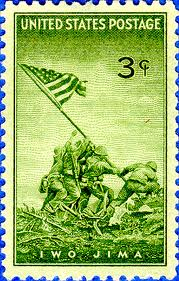 UNITED STATES POSTAGE
3¢
IWO JIMA